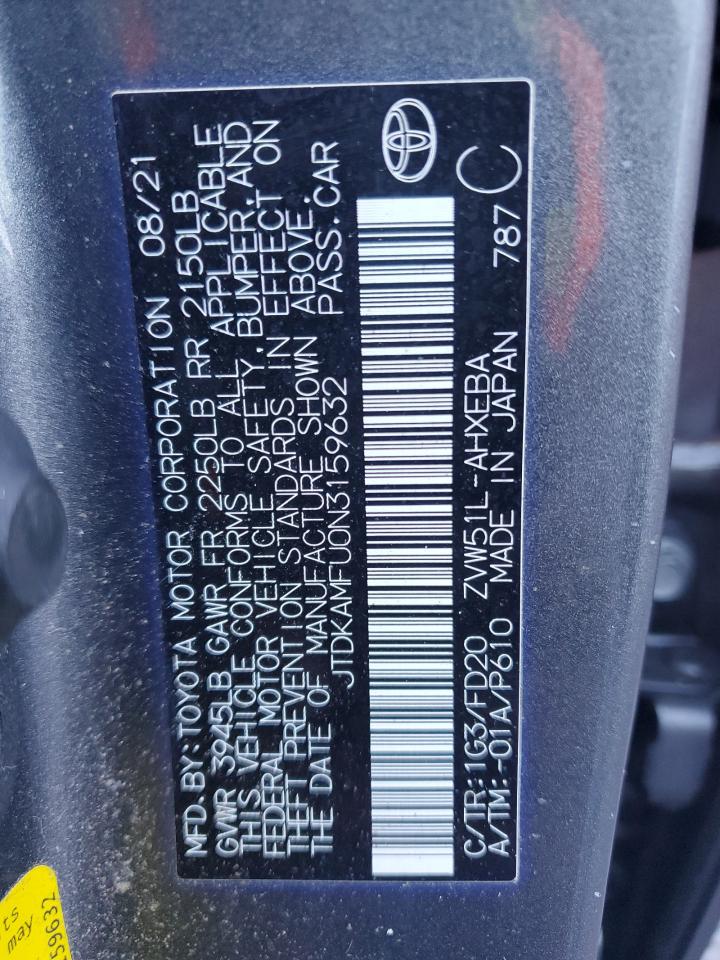 MFD. BY: TOYOTA MOTOR CORPORATION 08/21
GVWR 3945LB GAWR FR 2250LB RR 2150LB
THIS VEHICLE CONFORMS TO ALL APPLICABLE
FEDERAL MOTOR VEHICLE SAFETY, BUMPER, AND
THEFT PREVENTION STANDARDS IN EFFECT ON
THE DATE OF MANUFACTURE SHOWN ABOVE.
JTDKAMFU0N3159632 PASS. CAR
C/TR: 1G3/FD20 ZVW51L-AHXEBA
A/TM: -01A/P610 MADE IN JAPAN 787 C
may
59632